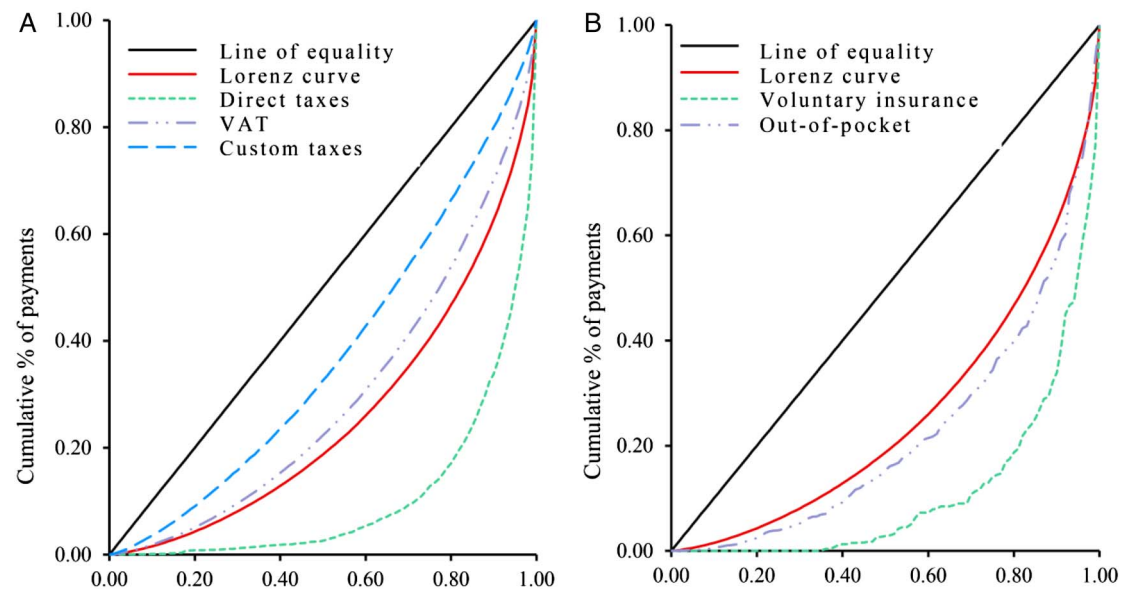 A
Cumulative % of payments
1.00
0.80
0.60
0.40
0.20
0.00
Line of equality
Lorenz curve
Direct taxes
VAT
Custom taxes
0.00 0.20 0.40 0.60 0.80 1.00
B
Cumulative % of payments
1.00
0.80
0.60
0.40
0.20
0.00
Line of equality
Lorenz curve
Voluntary insurance
Out-of-pocket
0.00 0.20 0.40 0.60 0.80 1.00